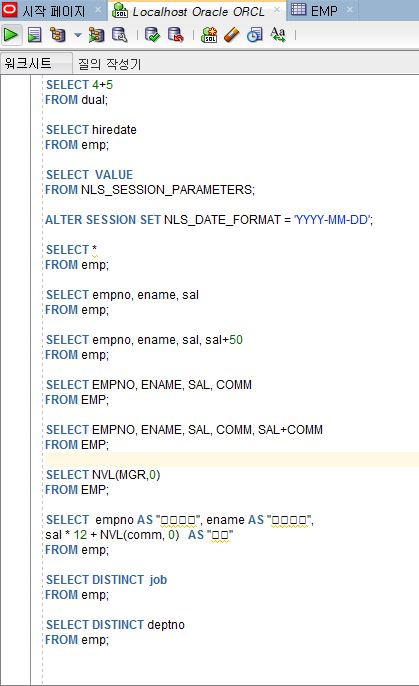 시작 페이지 Localhost Oracle ORCL EMP
워크시트 질의 작성기
SELECT 4+5
FROM dual;
SELECT hiredate
FROM emp;
SELECT VALUE
FROM NLS_SESSION_PARAMETERS;
ALTER SESSION SET NLS_DATE_FORMAT = 'YYYY-MM-DD';
SELECT *
FROM emp;
SELECT empno, ename, sal
FROM emp;
SELECT empno, ename, sal, sal+50
FROM emp;
SELECT EMPNO, ENAME, SAL, COMM
FROM EMP;
SELECT EMPNO, ENAME, SAL, COMM, SAL+COMM
FROM EMP;
SELECT NVL(MGR,0)
FROM EMP;
SELECT empno AS "□□□□", ename AS "□□□□",
sal * 12 + NVL(comm, 0) AS "□□"
FROM emp;
SELECT DISTINCT job
FROM emp;
SELECT DISTINCT deptno
FROM emp;